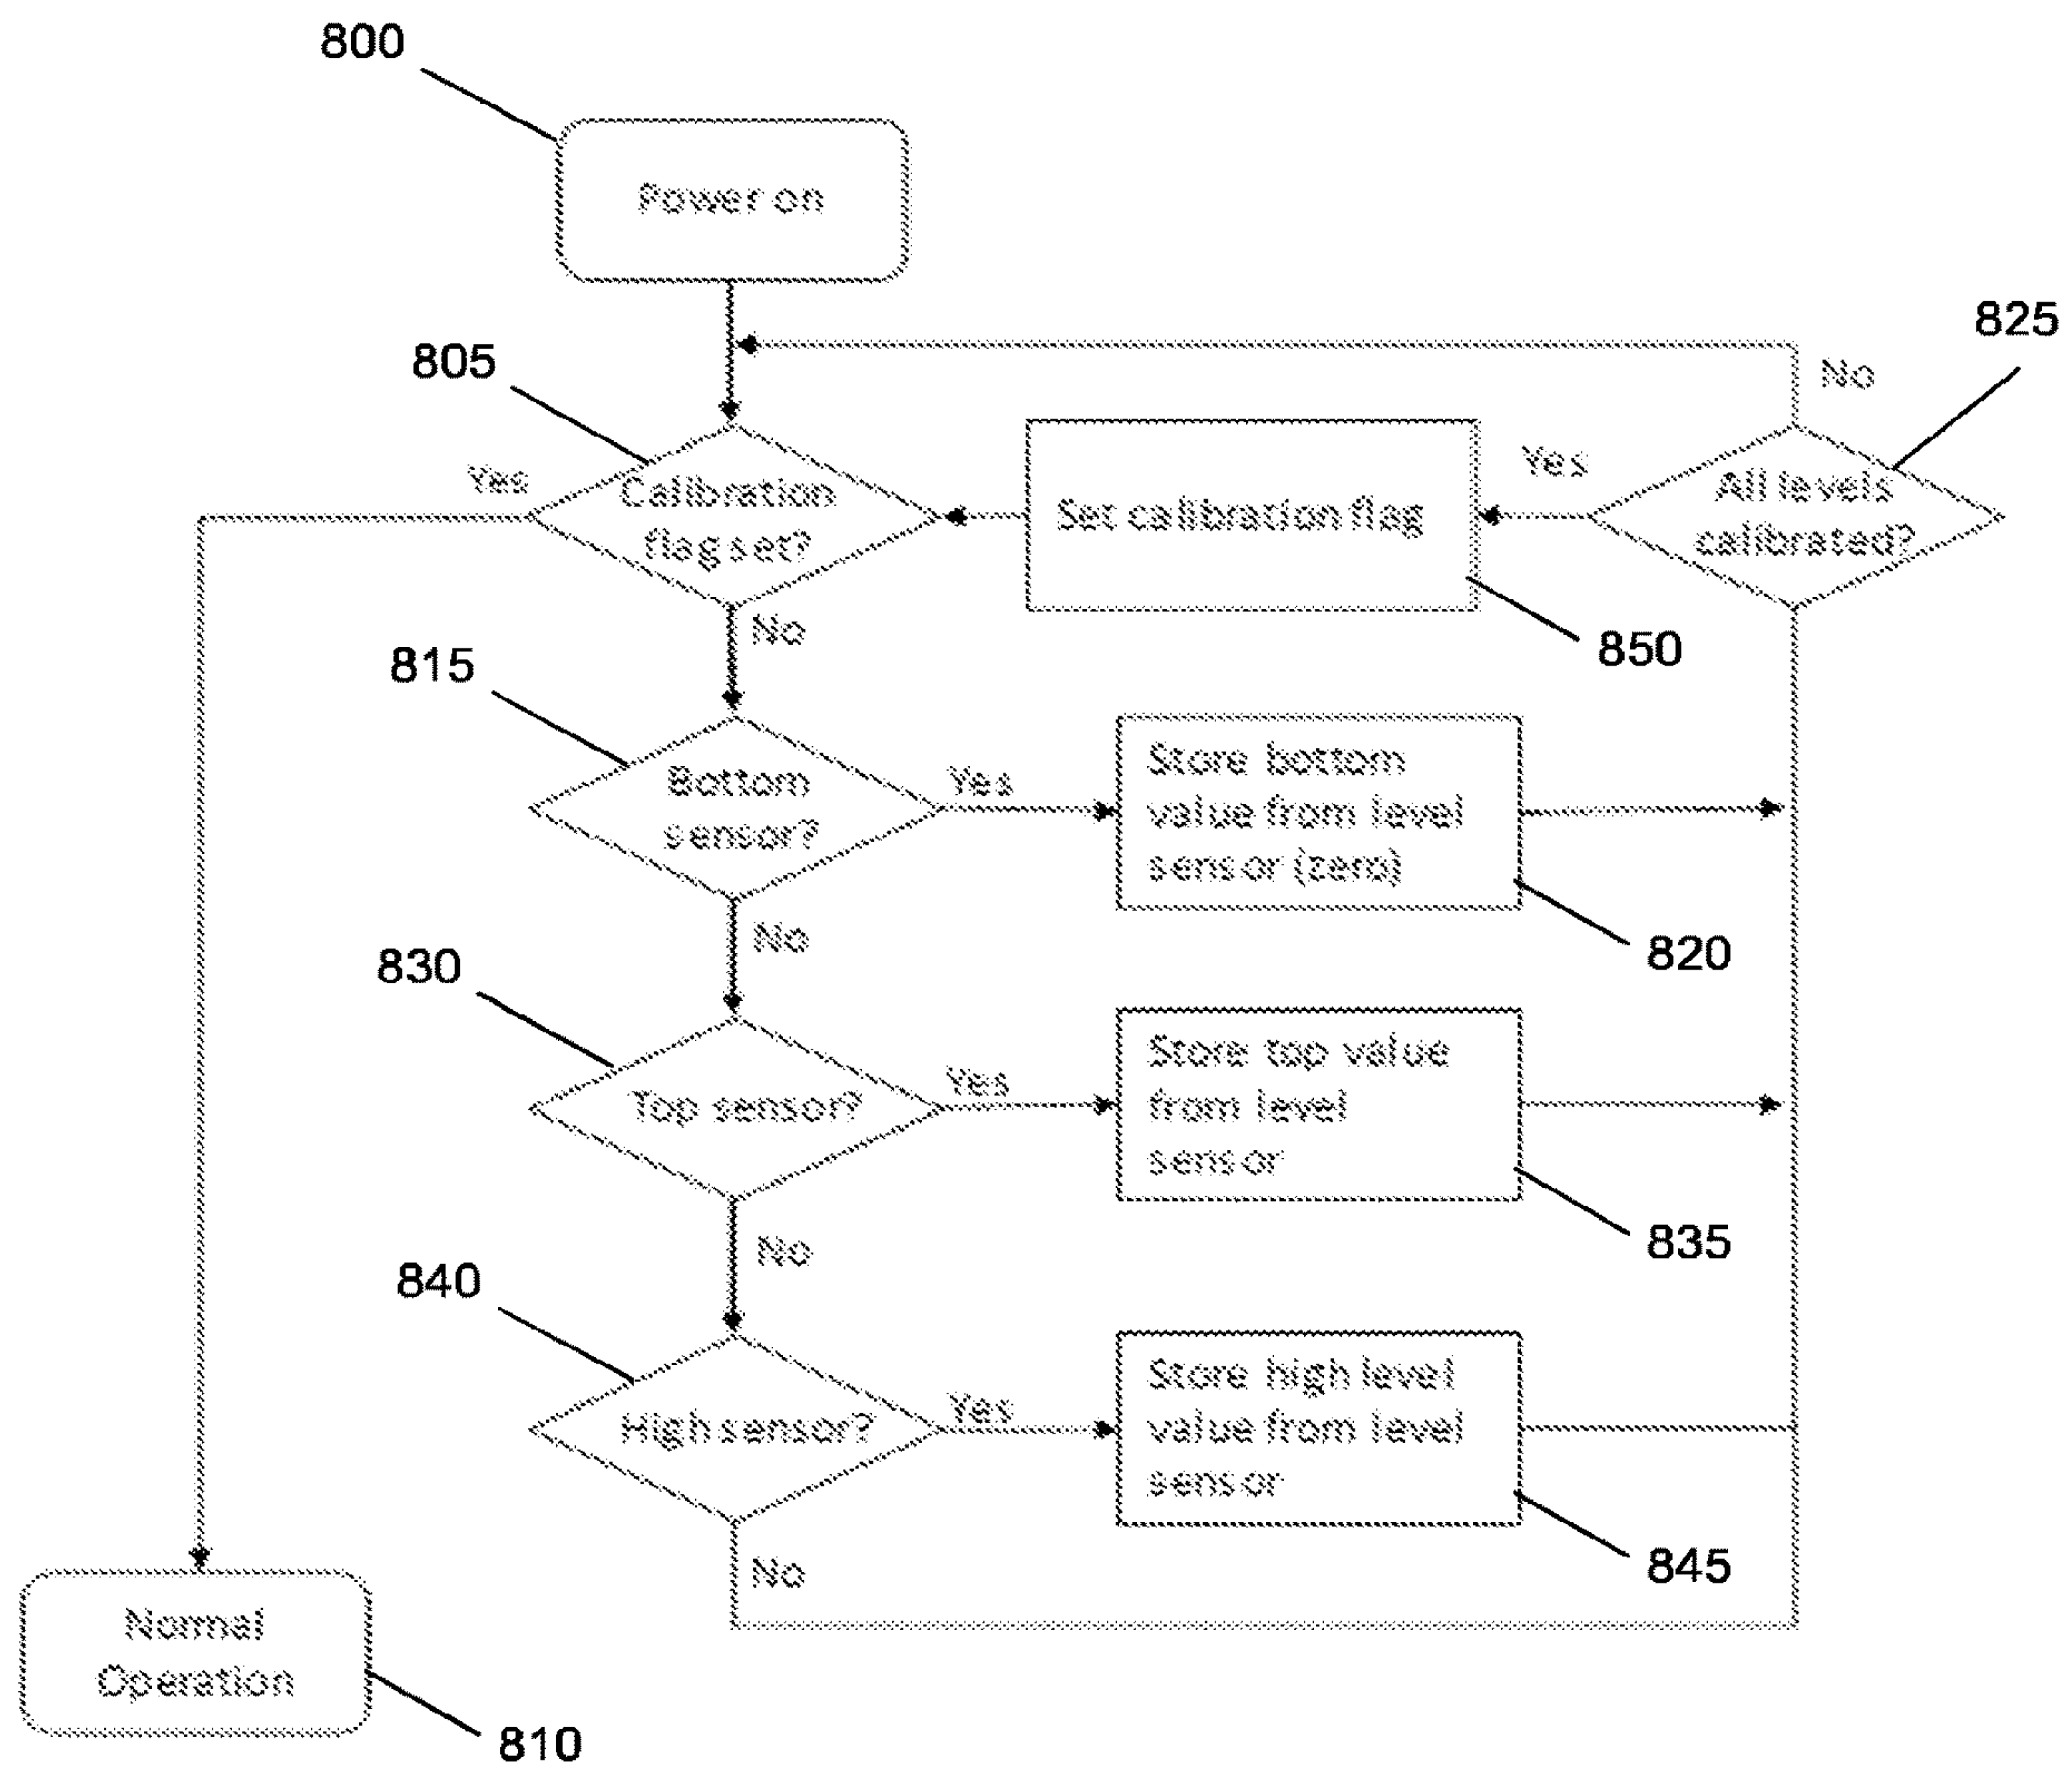 800
Power on
825
805
No
Yes
Calibration
flag set?
Set calibration flag
Yes
All levels
calibrated?
850
No
815
Bottom
sensor?
Yes
Store bottom
value from level
sensor (zero)
820
No
830
Top sensor?
Yes
Store top value
from level
sensor
835
No
840
High sensor?
Yes
Store high level
value from level
sensor
845
No
Normal
Operation
810